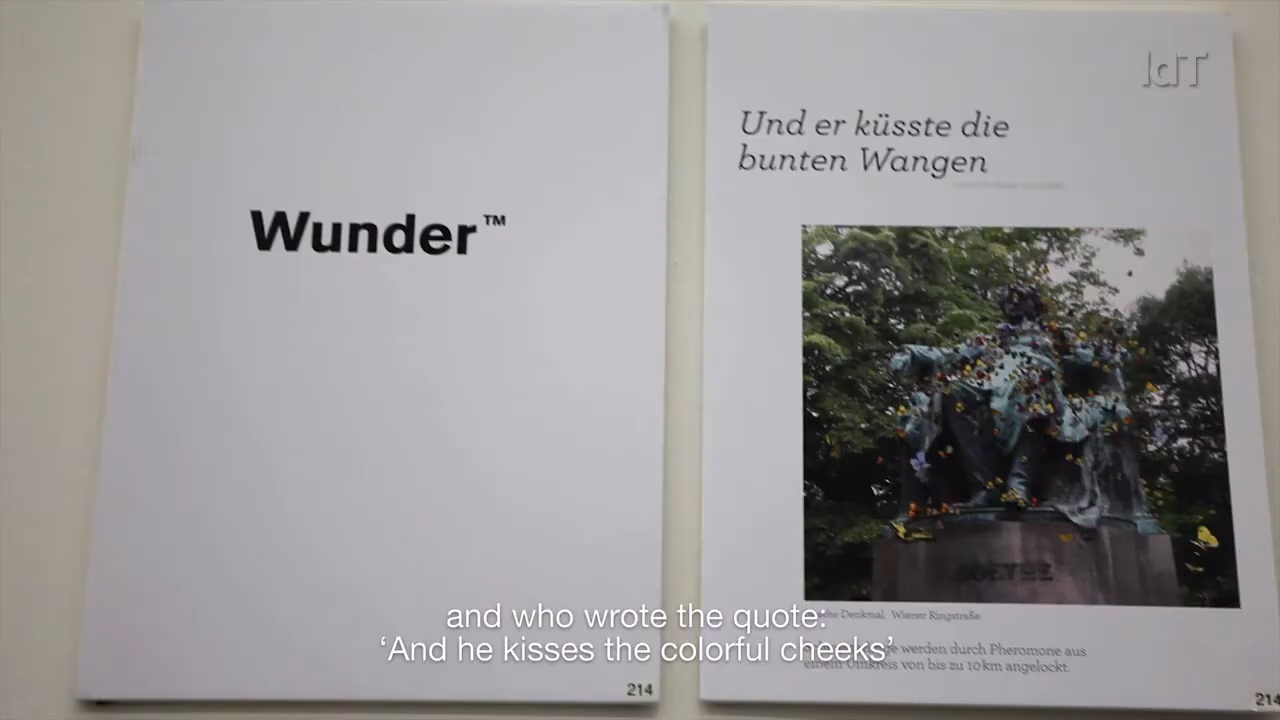 Wunder™
214
IdT
Und er küsste die
bunten Wangen
GOETHE
Denkmal, Wiener Ringstraße
werden durch Pheromone aus
einem Umkreis von bis zu 10 km angelockt.
214
and who wrote the quote:
‘And he kisses the colorful cheeks’